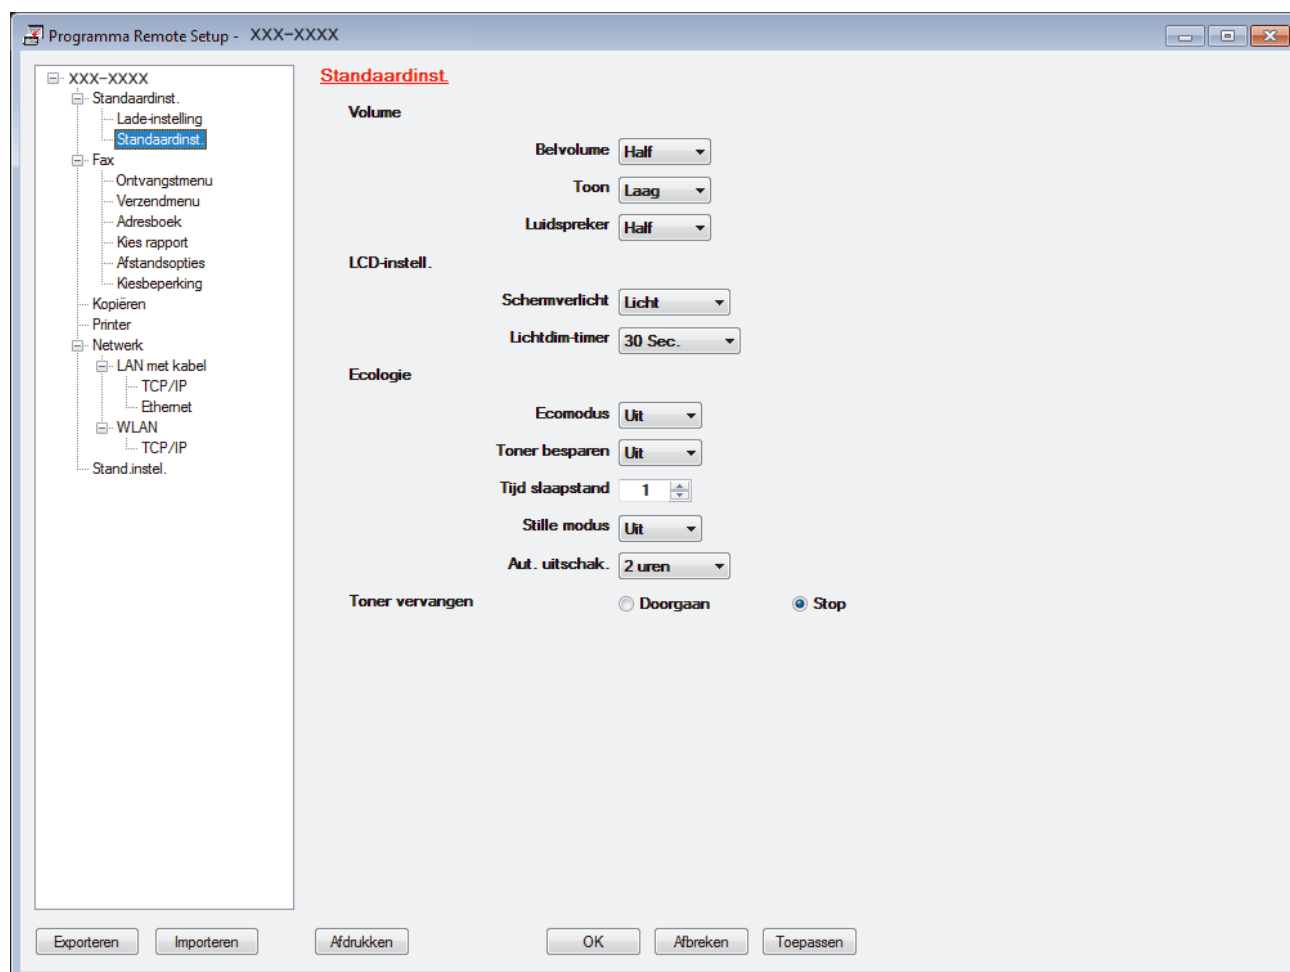 Programma Remote Setup - XXX-XXXX
XXX-XXXX
Standaardinst.
Lade-instelling
Standaardinst.
Fax
Ontvangstmenu
Verzendmenu
Adresboek
Kies rapport
Afstandsopties
Kiesbeperking
Kopiëren
Printer
Netwerk
LAN met kabel
TCP/IP
Ethernet
WLAN
TCP/IP
Stand.instel.
Standaardinst.
Volume
Belvolume Half
Toon Laag
Luidspreker Half
LCD-instell.
Schermverlicht Licht
Lichtdim-timer 30 Sec.
Ecologie
Ecomodus Uit
Toner besparen Uit
Tijd slaapstand 1
Stille modus Uit
Aut. uitschak. 2 uren
Toner vervangen Doorgaan Stop
Exporteren Importeren Afdrukken OK Afbreken Toepassen